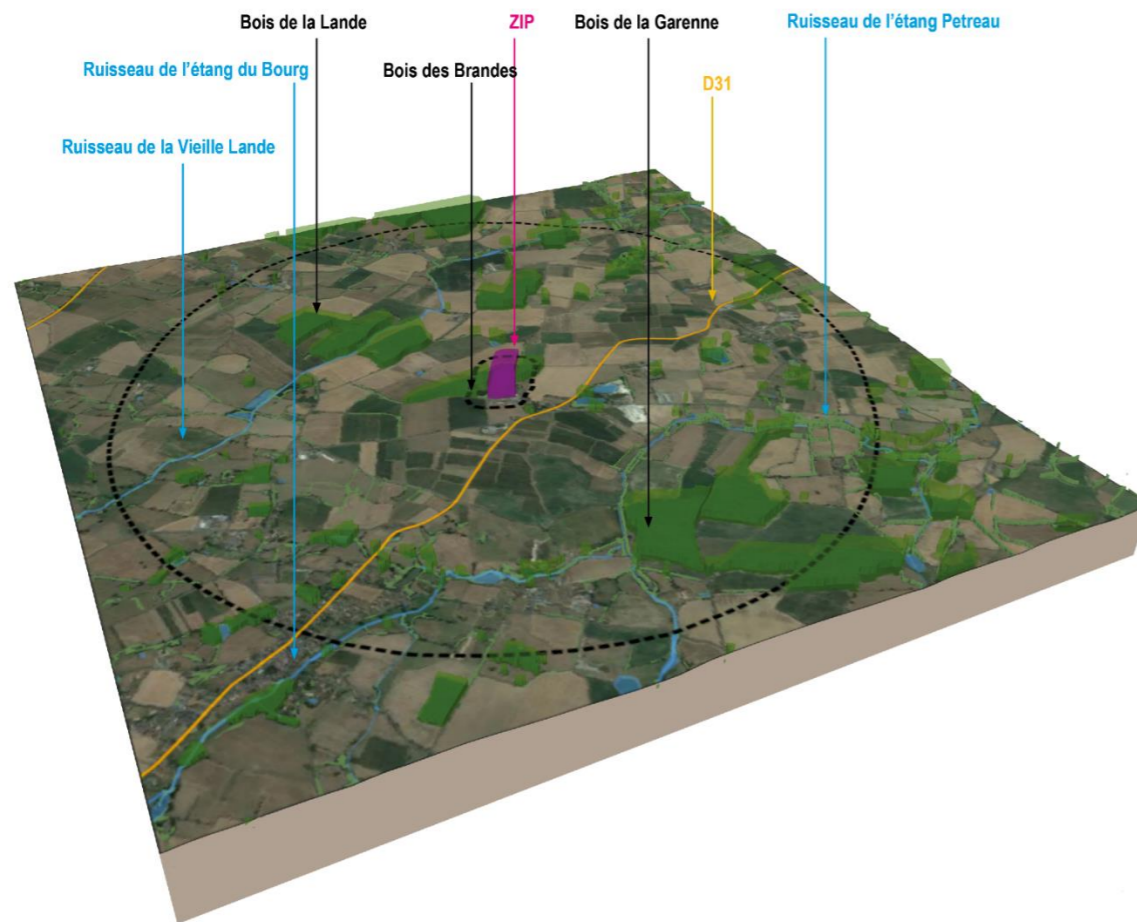 Bois de la Lande
ZIP
Bois de la Garenne
Ruisseau de l'étang Petreau
Ruisseau de l'étang du Bourg
Bois des Brandes
D31
Ruisseau de la Vieille Lande